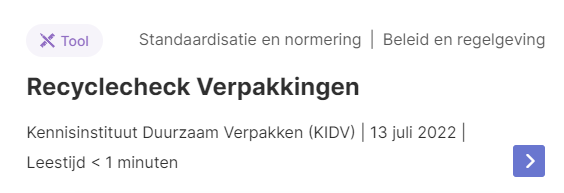 Tool Standaardisatie en normering | Beleid en regelgeving
Recyclecheck Verpakkingen
Kennisinstituut Duurzaam Verpakken (KIDV) | 13 juli 2022 |
Leestijd < 1 minuten